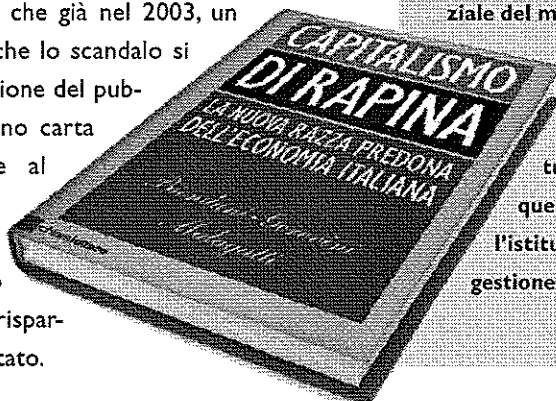 che già nel 2003, un
che lo scandalo si
ione del pub-
no carta
e al
rispar-
tato.
CAPITALISMO
DI RAPINA
LA NUOVA RAZZA PREDONA
DELL'ECONOMIA ITALIANA
ziale del m
que
l'istitu
gestione